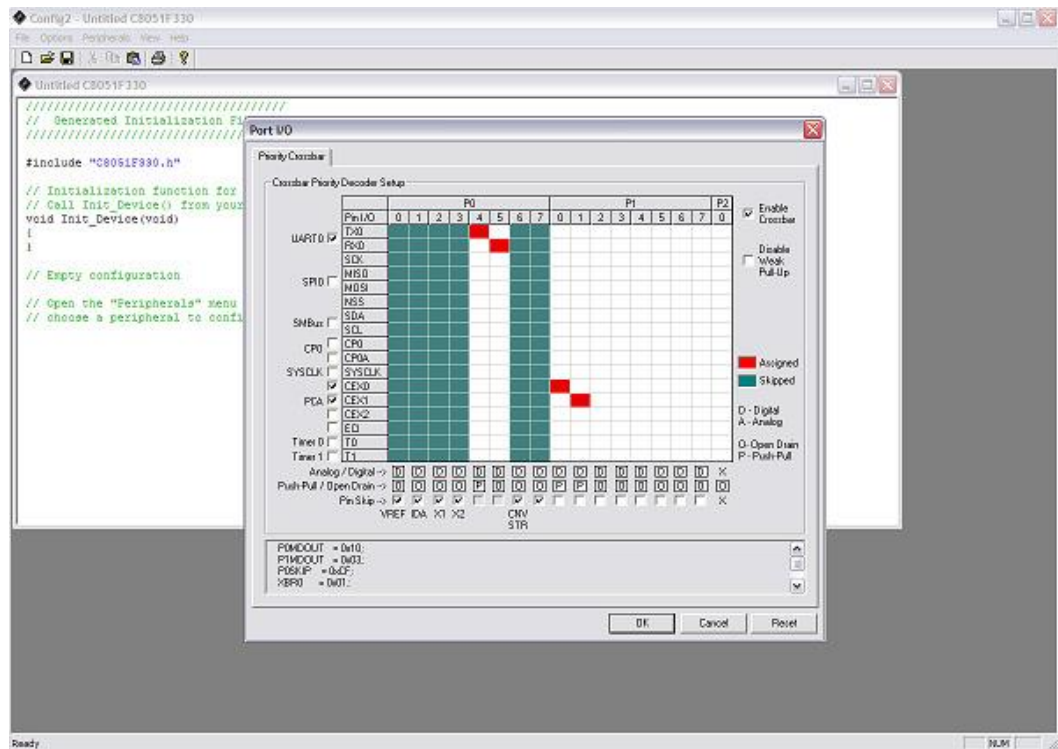 Config2 - Untitled C8051F330
File Options Peripherals View Help
Untitled C8051F330
////////////////////////////////////
// Generated Initialization Fi
#include "C8051F330.h"
// Initialization function for
// Call Init_Device() from your
void Init_Device(void)
{
}
// Empty configuration
// Open the "Peripherals" menu
// choose a peripheral to confi
Port I/O
Priority Crossbar
Crossbar Priority Decoder Setup
P0 P1 P2
Pin I/O 0 1 2 3 4 5 6 7 0 1 2 3 4 5 6 7 0
UART0 TX0
RX0
SCK
SPI0 MISO
MOSI
NSS
SMBus SDA
SCL
CP0 CP0
CP0A
SYSCLK SYSCLK
CEX0
PCA CEX1
CEX2
ECI
Timer 0 T0
Timer 1 T1
Analog / Digital -> D D D D D D D D D D D D D D D D X
Push-Pull / Open Drain -> O O O O P O O O P P O O O O O O O
Pin Skip -> X
VREF IDA X1 X2 CNV STR
Enable Crossbar
Disable Weak Pull-Up
Assigned
Skipped
D - Digital
A - Analog
O- Open Drain
P - Push-Pull
P0MDOUT = 0x10;
P1MDOUT = 0x03;
P0SKIP = 0xCF;
XBR0 = 0x01;
OK Cancel Reset
Ready NUM